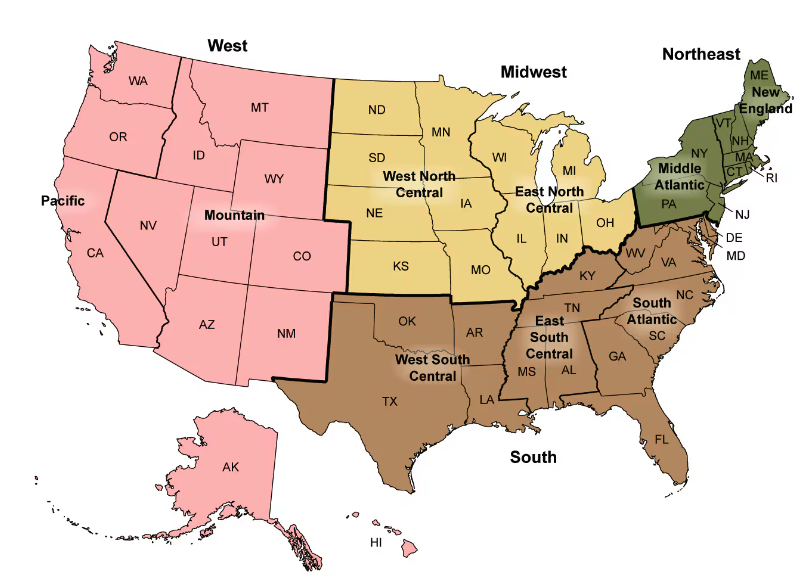 West
Northeast
Midwest
WA
MT
ND
MN
ME
New
England
OR
ID
SD
WI
MI
VT
NH
NY
MA
CT
RI
WY
West North
Central
East North
Central
Middle
Atlantic
PA
NJ
Pacific
Mountain
NV
UT
CO
NE
IA
IL
IN
OH
DE
MD
CA
KS
MO
WV
VA
KY
AZ
NM
OK
AR
TN
NC
South
Atlantic
SC
East
South
Central
West South
Central
MS
AL
GA
TX
LA
FL
South
AK
HI